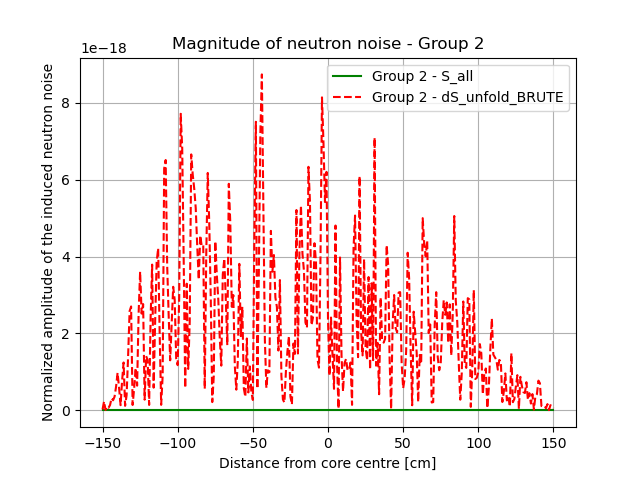 Magnitude of neutron noise - Group 2
1e−18
Group 2 - S_all
Group 2 - dS_unfold_BRUTE
Normalized amplitude of the induced neutron noise
8
6
4
2
0
−150 −100 −50 0 50 100 150
Distance from core centre [cm]